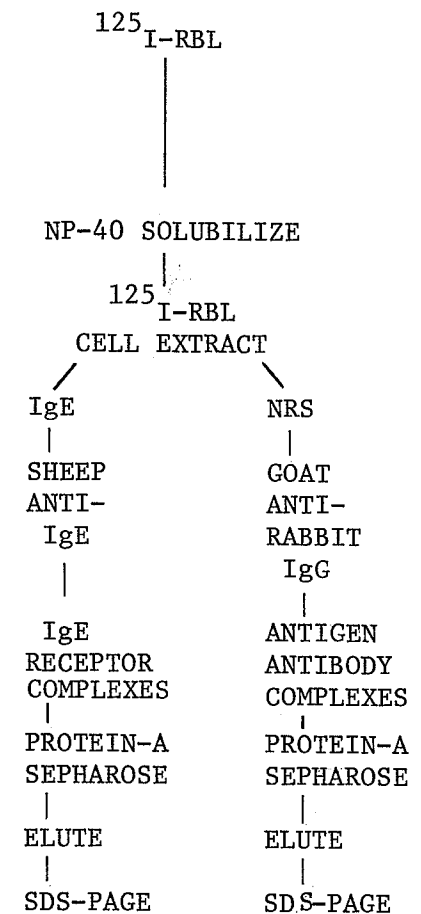 125I-RBL
NP-40 SOLUBILIZE
125I-RBL
CELL EXTRACT
IgE
SHEEP
ANTI-
IgE
IgE
RECEPTOR
COMPLEXES
PROTEIN-A
SEPHAROSE
ELUTE
SDS-PAGE
NRS
GOAT
ANTI-
RABBIT
IgG
ANTIGEN
ANTIBODY
COMPLEXES
PROTEIN-A
SEPHAROSE
ELUTE
SDS-PAGE